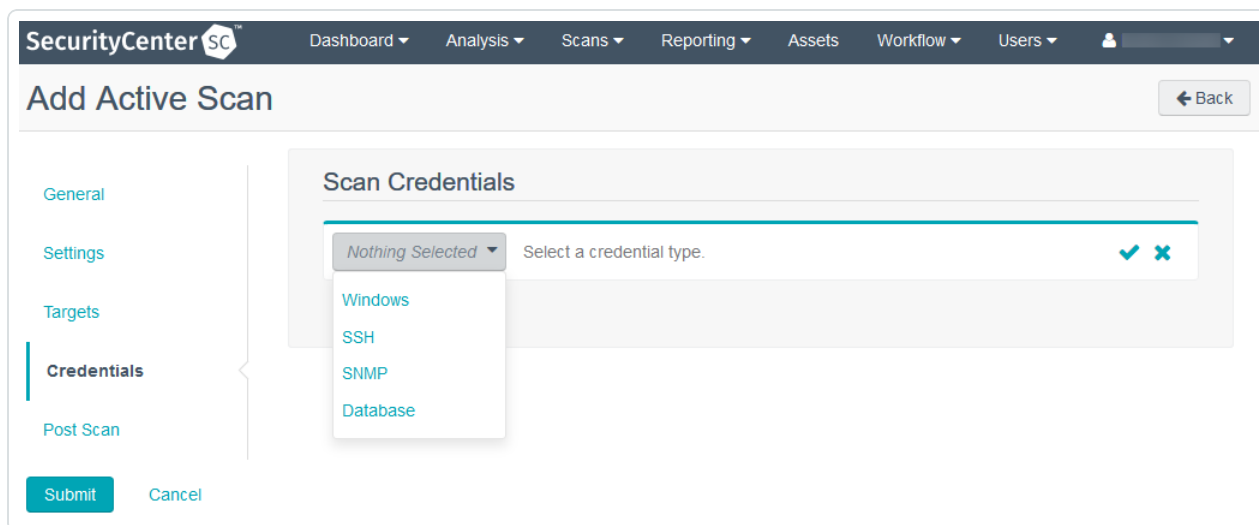 SecurityCenter SC™ Dashboard Analysis Scans Reporting Assets Workflow Users
Add Active Scan
Back
General
Settings
Targets
Credentials
Post Scan
Submit Cancel
Scan Credentials
Nothing Selected Select a credential type.
Windows
SSH
SNMP
Database